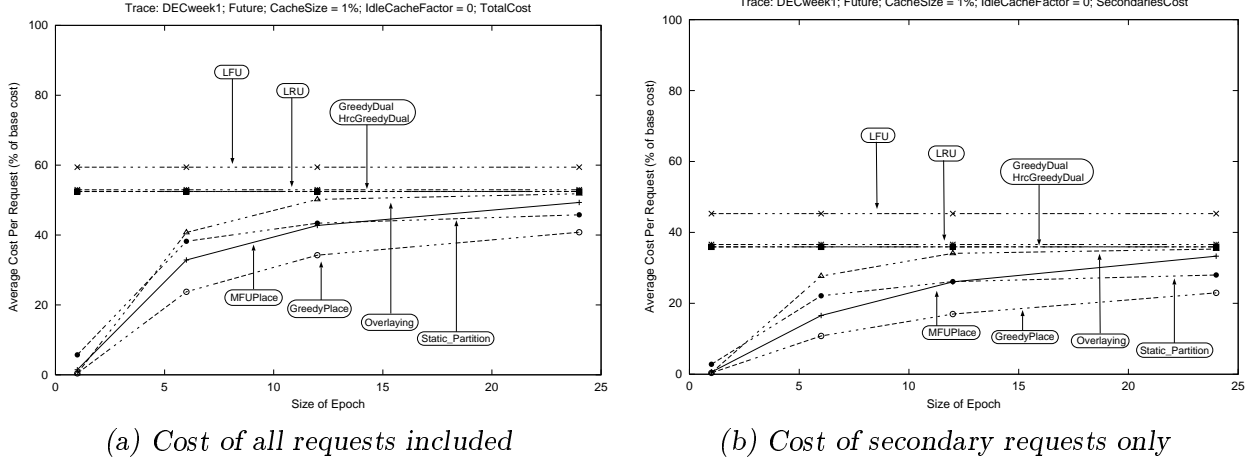 Trace: DECweek1; Future; CacheSize = 1%; IdleCacheFactor = 0; TotalCost
100
80
60
40
20
0
0 5 10 15 20 25
Average Cost Per Request (% of base cost)
Size of Epoch
LFU
LRU
GreedyDual
HrcGreedyDual
MFUPlace
GreedyPlace
Overlaying
Static_Partition
(a) Cost of all requests included
Trace: DECweek1; Future; CacheSize = 1%; IdleCacheFactor = 0; SecondariesCost
100
80
60
40
20
0
0 5 10 15 20 25
Average Cost Per Request (% of base cost)
Size of Epoch
LFU
LRU
GreedyDual
HrcGreedyDual
MFUPlace
GreedyPlace
Overlaying
Static_Partition
(b) Cost of secondary requests only